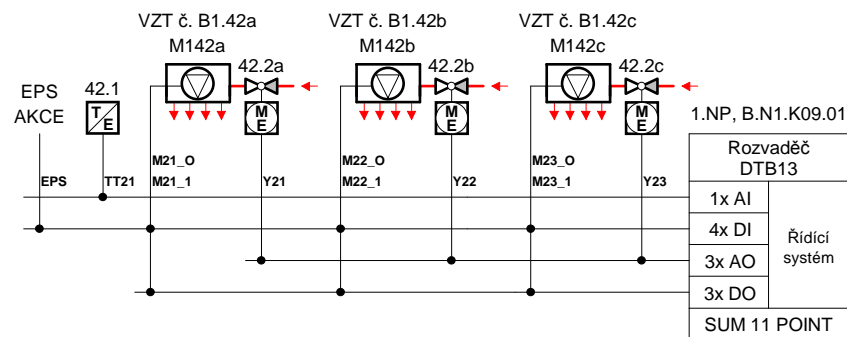 VZT č. B1.42a
M142a
VZT č. B1.42b
M142b
VZT č. B1.42c
M142c
42.2a
42.2b
42.2c
EPS
AKCE
42.1
T
E
M
E
M
E
M
E
1.NP, B.N1.K09.01
Rozvaděč
DTB13
M21_O
M21_1
M22_O
M22_1
M23_O
M23_1
EPS
TT21
Y21
Y22
Y23
1x AI
4x DI
3x AO
3x DO
Řídící
systém
SUM 11 POINT